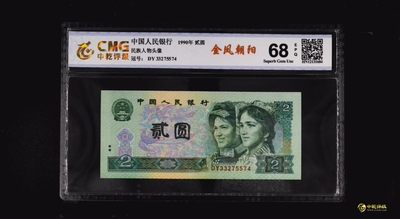 CMG
中乾评级
中国人民银行 1990年 贰圆
民族人物头像
冠号: DY33275574
金凤朝阳
68
EPQ
Superb Gem Unc
中国人民银行
贰圆
DY33275574
2
2
中乾评级